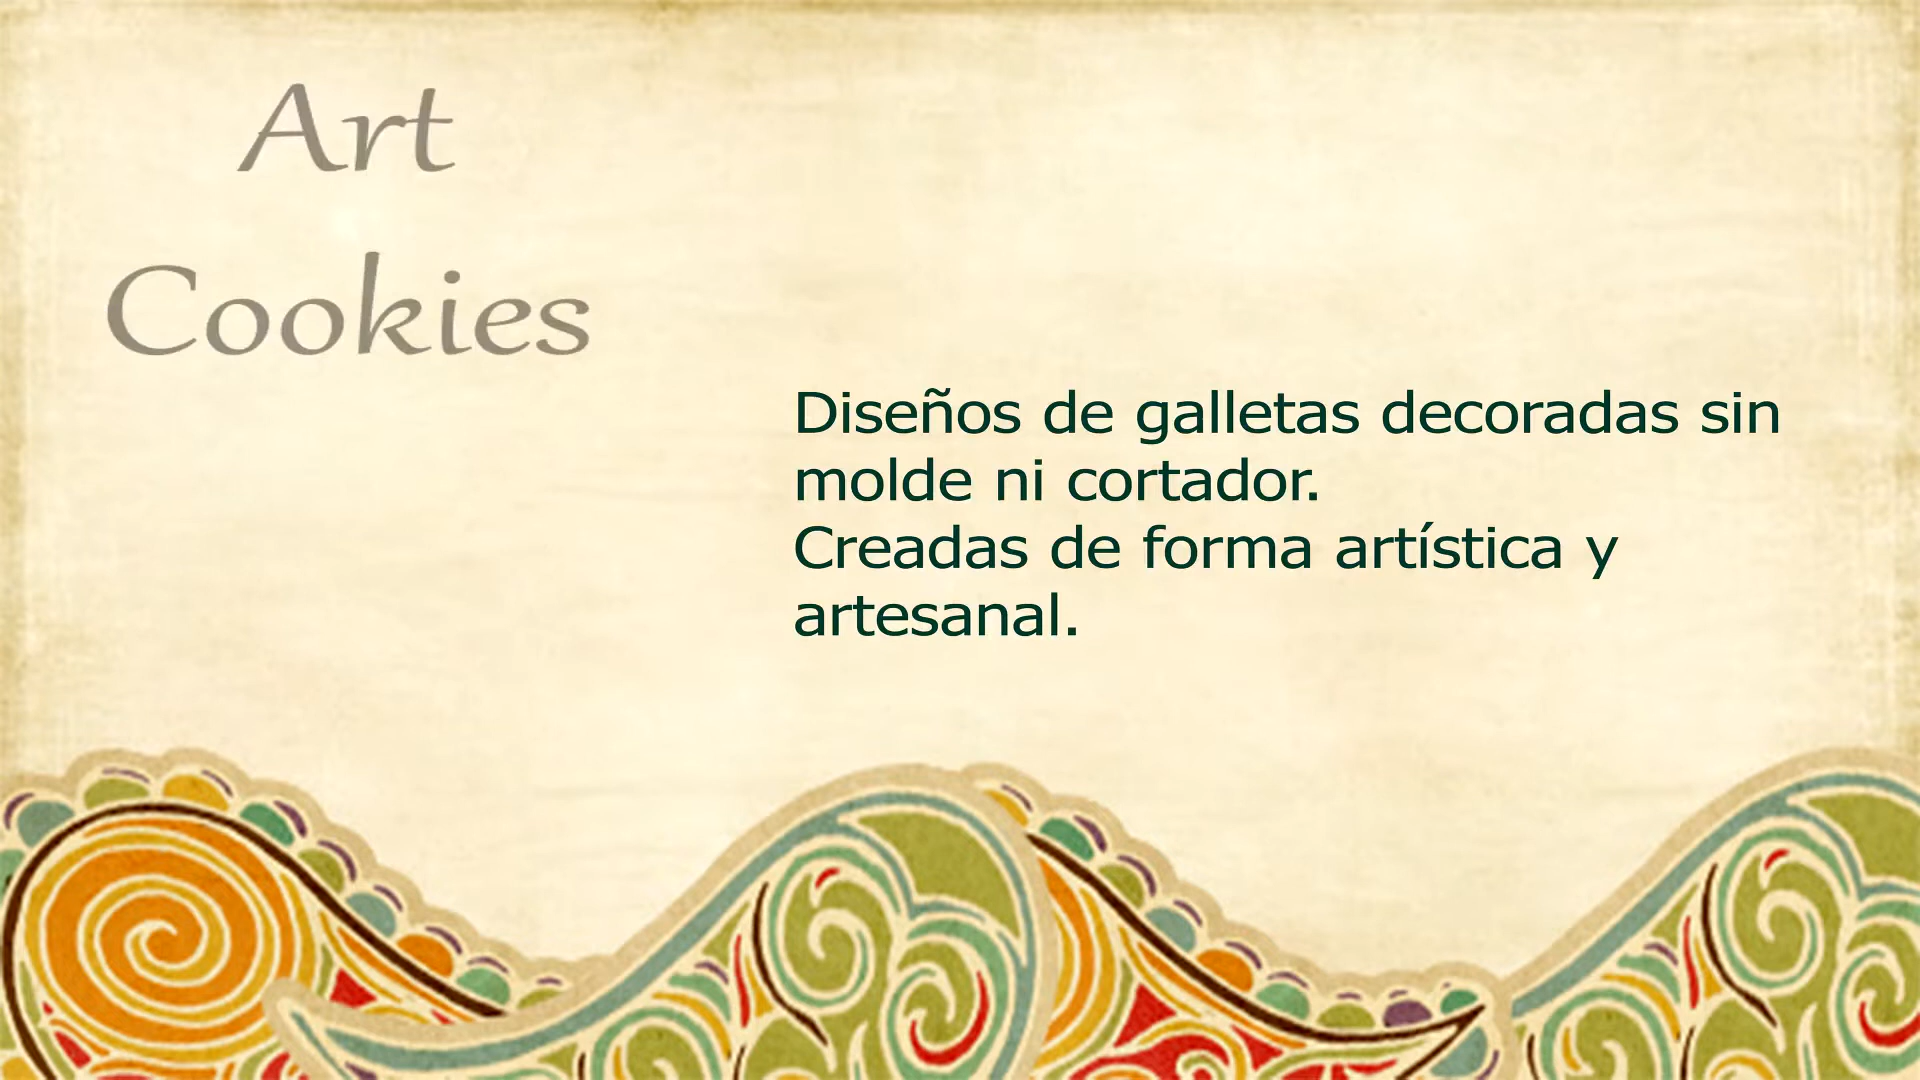 Art
Cookies
Diseños de galletas decoradas sin
molde ni cortador.
Creadas de forma artística y
artesanal.